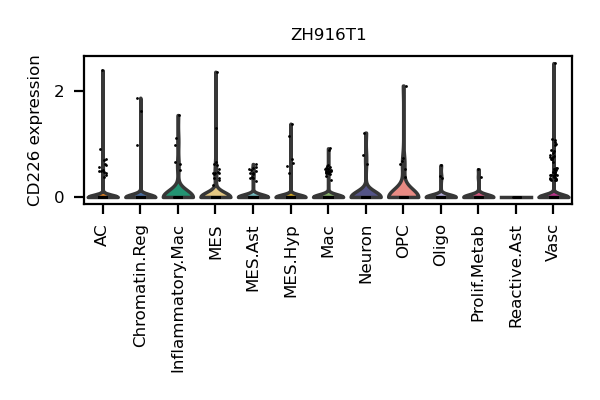 ZH916T1
CD226 expression
2
0
AC
Chromatin.Reg
Inflammatory.Mac
MES
MES.Ast
MES.Hyp
Mac
Neuron
OPC
Oligo
Prolif.Metab
Reactive.Ast
Vasc